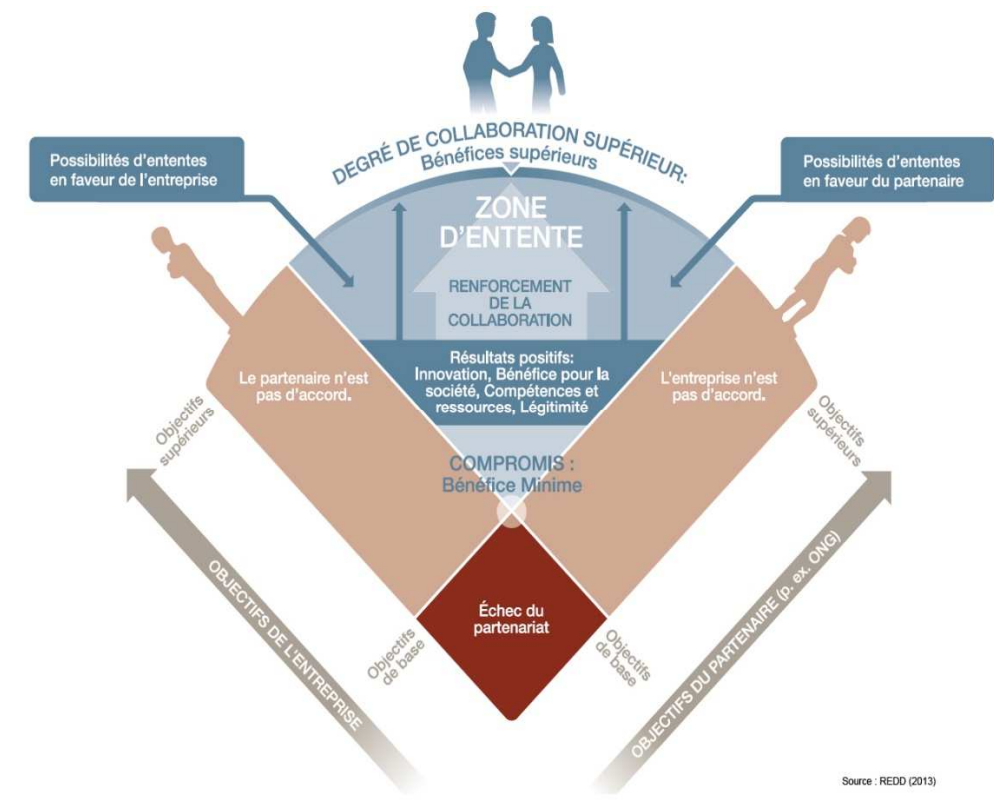 DEGRÉ DE COLLABORATION SUPÉRIEUR:
Bénéfices supérieurs
Possibilités d'ententes
en faveur de l'entreprise
Possibilités d'ententes
en faveur du partenaire
ZONE
D'ENTENTE
RENFORCEMENT
DE LA
COLLABORATION
Résultats positifs:
Innovation, Bénéfice pour la
société, Compétences et
ressources, Légitimité
Le partenaire n'est
pas d'accord.
L'entreprise n'est
pas d'accord.
Objectifs
supérieurs
Objectifs
supérieurs
COMPROMIS :
Bénéfice Minime
Échec du
partenariat
Objectifs
de base
Objectifs
de base
OBJECTIFS DE L'ENTREPRISE
OBJECTIFS DU PARTENAIRE (p. ex. ONG)
Source : REDD (2013)